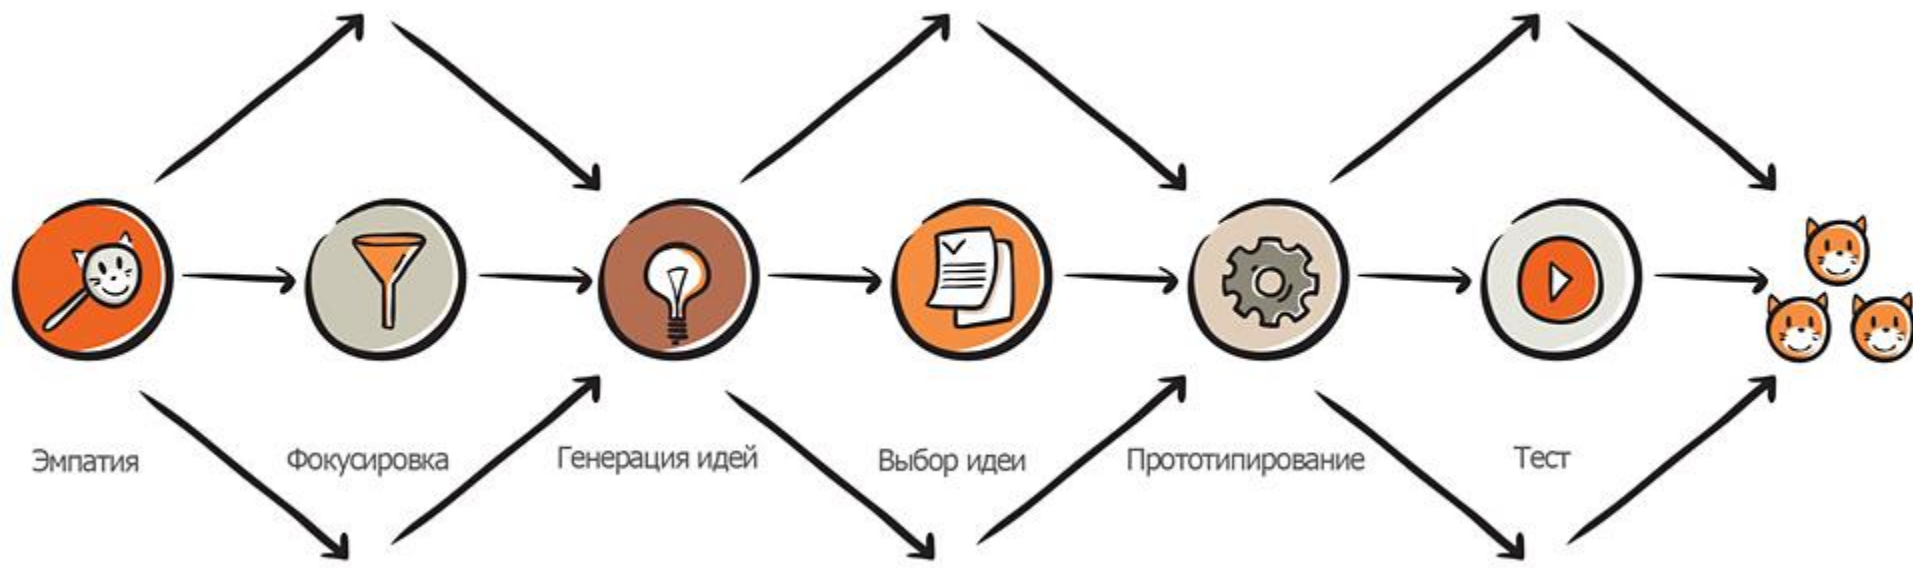 Эмпатия
Фокусировка
Генерация идей
Выбор идеи
Прототипирование
Тест